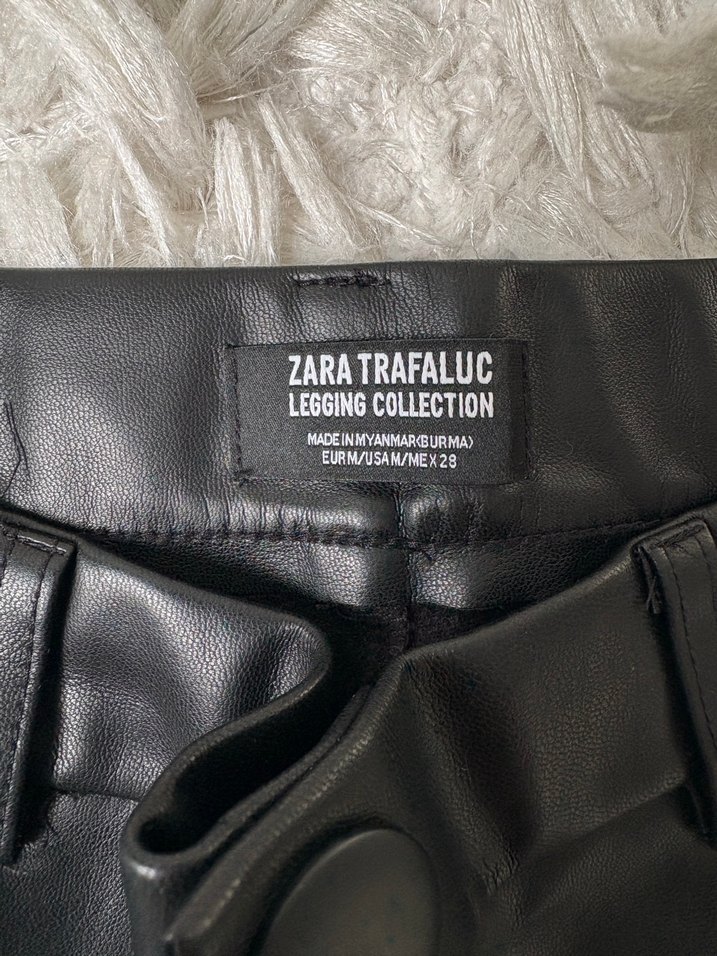 ZARA TRAFALUC
LEGGING COLLECTION
MADE IN MYANMAR(BURMA)
EUR M/USA M/MEX 28